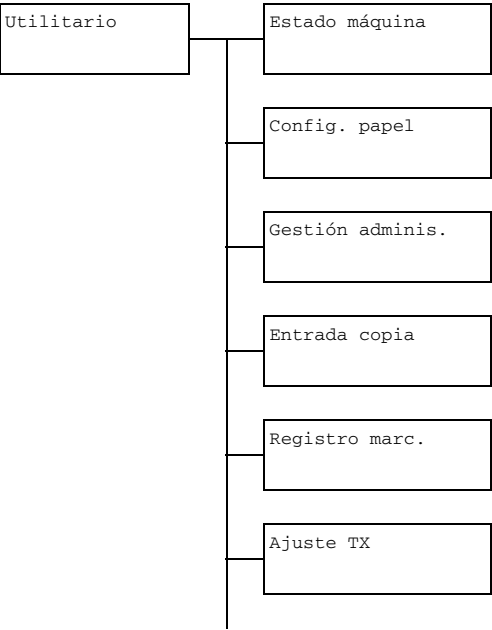 Utilitario
Estado máquina
Config. papel
Gestión adminis.
Entrada copia
Registro marc.
Ajuste TX